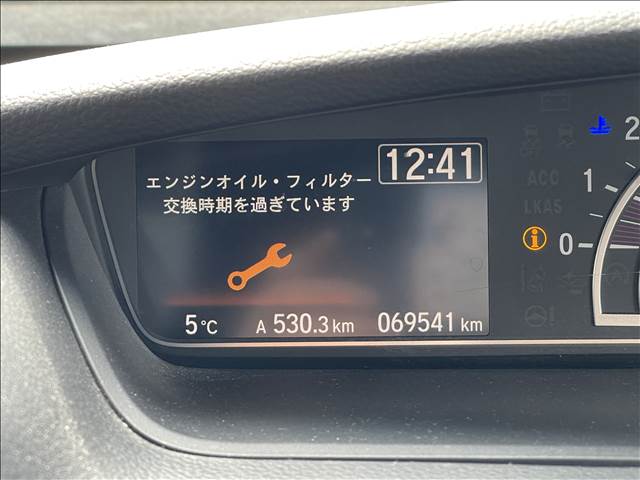 12:41
エンジンオイル・フィルター
交換時期を過ぎています
5℃ A 530.3 km 069541 km
2
1
0
ACC
LKAS